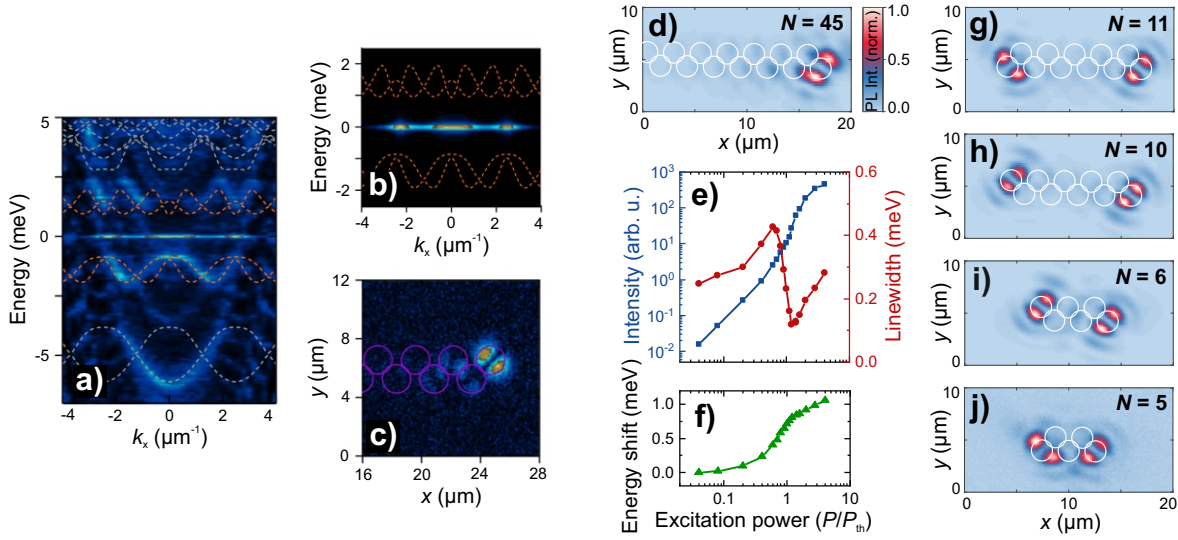 a)
Energy (meV)
5
0
-5
-4
-2
0
2
4
kₓ (µm⁻¹)
b)
Energy (meV)
2
1
0
-1
-2
-4
-2
0
2
4
kₓ (µm⁻¹)
c)
y (µm)
12
8
4
0
16
20
24
28
x (µm)
d)
N = 45
y (µm)
10
0
0
10
20
x (µm)
PL Int. (norm.)
1.0
0.5
0.0
e)
Intensity (arb. u.)
10³
10²
10¹
10⁰
10⁻¹
10⁻²
Linewidth (meV)
0.6
0.4
0.2
0.0
f)
Energy shift (meV)
1.0
0.5
0.0
0.1
1
10
Excitation power (P/Pth)
g)
N = 11
y (µm)
10
0
h)
N = 10
y (µm)
10
0
i)
N = 6
y (µm)
10
0
j)
N = 5
y (µm)
10
0
0
10
20
x (µm)